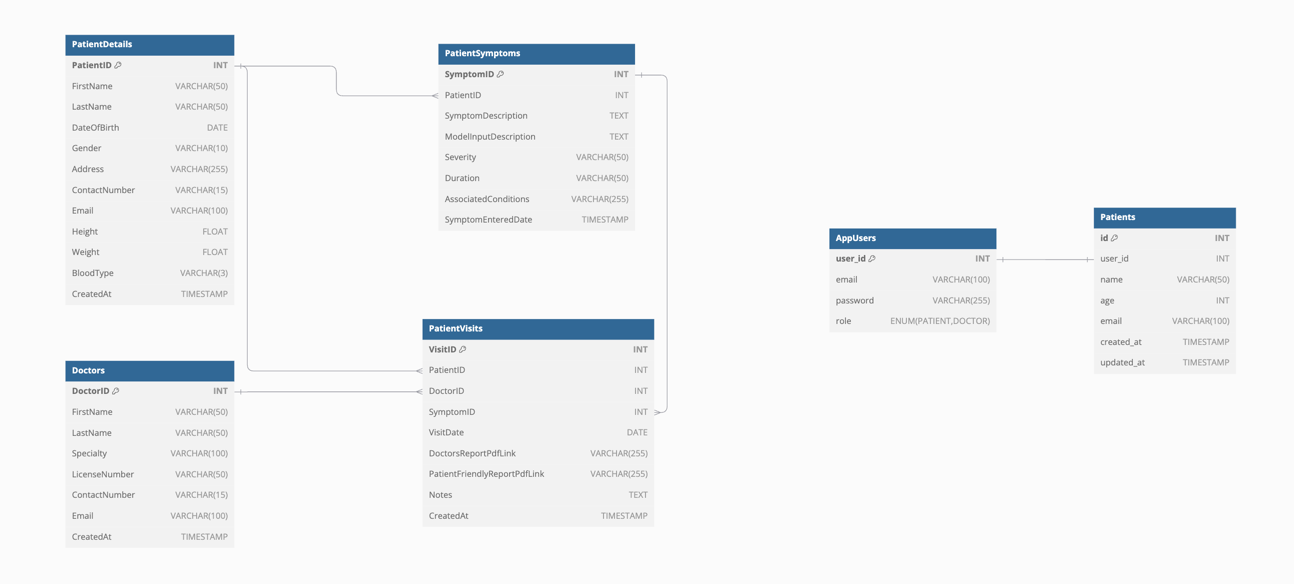 PatientDetails
PatientID INT
FirstName VARCHAR(50)
LastName VARCHAR(50)
DateOfBirth DATE
Gender VARCHAR(10)
Address VARCHAR(255)
ContactNumber VARCHAR(15)
Email VARCHAR(100)
Height FLOAT
Weight FLOAT
BloodType VARCHAR(3)
CreatedAt TIMESTAMP
PatientSymptoms
SymptomID INT
PatientID INT
SymptomDescription TEXT
ModelInputDescription TEXT
Severity VARCHAR(50)
Duration VARCHAR(50)
AssociatedConditions VARCHAR(255)
SymptomEnteredDate TIMESTAMP
Doctors
DoctorID INT
FirstName VARCHAR(50)
LastName VARCHAR(50)
Specialty VARCHAR(100)
LicenseNumber VARCHAR(50)
ContactNumber VARCHAR(15)
Email VARCHAR(100)
CreatedAt TIMESTAMP
PatientVisits
VisitID INT
PatientID INT
DoctorID INT
SymptomID INT
VisitDate DATE
DoctorsReportPdfLink VARCHAR(255)
PatientFriendlyReportPdfLink VARCHAR(255)
Notes TEXT
CreatedAt TIMESTAMP
AppUsers
user_id INT
email VARCHAR(100)
password VARCHAR(255)
role ENUM(PATIENT,DOCTOR)
Patients
id INT
user_id INT
name VARCHAR(50)
age INT
email VARCHAR(100)
created_at TIMESTAMP
updated_at TIMESTAMP